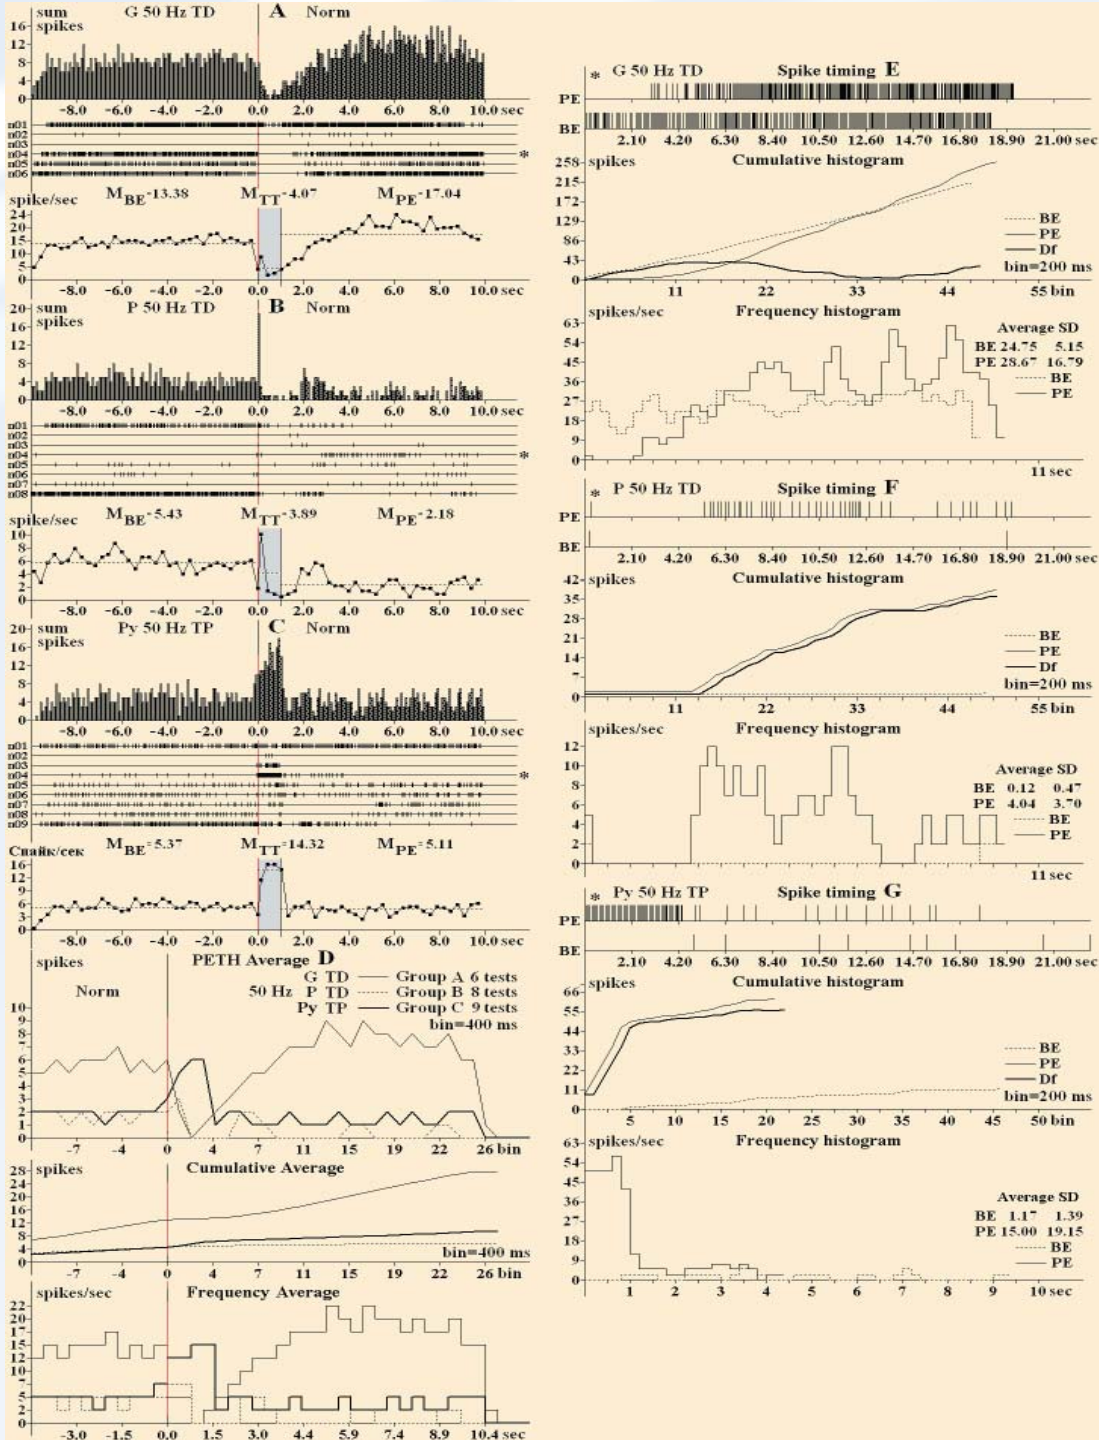 sum
spikes
G 50 Hz TD A Norm
16
12
8
4
0
-8.0 -6.0 -4.0 -2.0 0.0 2.0 4.0 6.0 8.0 10.0 sec
n01
n02
n03
n04 *
n05
n06
spike/sec M BE-13.38 M TT-4.07 M PE-17.04
24
20
15
10
5
0
-8.0 -6.0 -4.0 -2.0 0.0 2.0 4.0 6.0 8.0 10.0 sec
20 sum
spikes
P 50 Hz TD B Norm
16
12
8
4
0
-8.0 -6.0 -4.0 -2.0 0.0 2.0 4.0 6.0 8.0 10.0 sec
n01
n02
n03
n04 *
n05
n06
n07
n08
spike/sec M BE-5.43 M TT-3.89 M PE-2.18
10
8
6
4
2
0
-8.0 -6.0 -4.0 -2.0 0.0 2.0 4.0 6.0 8.0 10.0 sec
20 sum
spikes
Py 50 Hz TP C Norm
16
12
8
4
0
-8.0 -6.0 -4.0 -2.0 0.0 2.0 4.0 6.0 8.0 10.0 sec
n01
n02
n03
n04 *
n05
n06
n07
n08
n09
Спайк/сек M BE=5.37 M TT=14.32 M PE=5.11
16
13
9
6
3
0
-8.0 -6.0 -4.0 -2.0 0.0 2.0 4.0 6.0 8.0 10.0 sec
spikes PETH Average D
G TD Group A 6 tests
Norm 50 Hz P TD Group B 8 tests
Py TP Group C 9 tests
bin=400 ms
10
9
7
6
5
4
3
2
1
0
-7 -4 0 4 7 11 15 19 22 26 bin
28 spikes Cumulative Average
24
20
16
12
8
4
0
bin=400 ms
-7 -4 0 4 7 11 15 19 22 26 bin
spikes/sec Frequency Average
22
20
17
15
12
10
7
5
2
0
-3.0 -1.5 0.0 1.5 3.0 4.4 5.9 7.4 8.9 10.4 sec
* G 50 Hz TD Spike timing E
PE
BE
2.10 4.20 6.30 8.40 10.50 12.60 14.70 16.80 18.90 21.00 sec
258 spikes Cumulative histogram
215
172
129
86
43
0
BE
PE
Df
bin=200 ms
11 22 33 44 55 bin
spikes/sec Frequency histogram
63
54
45
36
27
18
9
0
Average SD
BE 24.75 5.15
PE 28.67 16.79
BE
PE
11 sec
* P 50 Hz TD Spike timing F
PE
BE
2.10 4.20 6.30 8.40 10.50 12.60 14.70 16.80 18.90 21.00 sec
42 spikes Cumulative histogram
35
28
21
14
7
0
BE
PE
Df
bin=200 ms
11 22 33 44 55 bin
spikes/sec Frequency histogram
12
10
8
6
4
2
0
Average SD
BE 0.12 0.47
PE 4.04 3.70
BE
PE
11 sec
* Py 50 Hz TP Spike timing G
PE
BE
2.10 4.20 6.30 8.40 10.50 12.60 14.70 16.80 18.90 21.00 sec
66 spikes Cumulative histogram
55
44
33
22
11
0
BE
PE
Df
bin=200 ms
5 10 15 20 25 30 35 40 45 50 bin
63 spikes/sec Frequency histogram
54
45
36
27
18
9
0
Average SD
BE 1.17 1.39
PE 15.00 19.15
BE
PE
1 2 3 4 5 6 7 8 9 10 sec